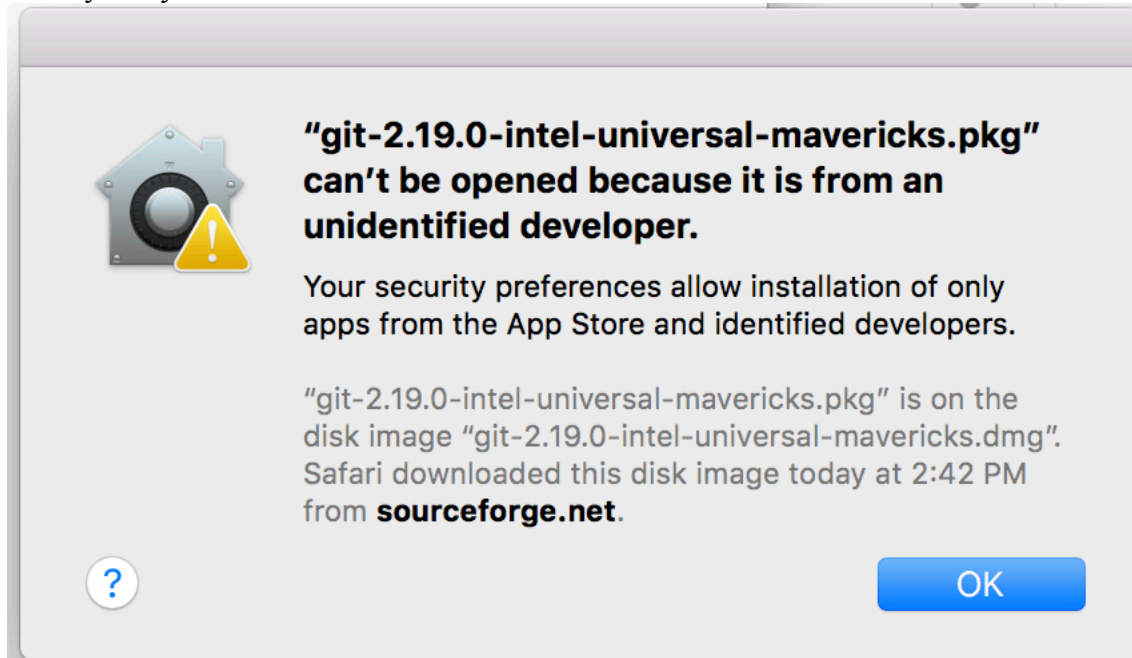 “git-2.19.0-intel-universal-mavericks.pkg”
can’t be opened because it is from an
unidentified developer.
Your security preferences allow installation of only
apps from the App Store and identified developers.
“git-2.19.0-intel-universal-mavericks.pkg” is on the
disk image “git-2.19.0-intel-universal-mavericks.dmg”.
Safari downloaded this disk image today at 2:42 PM
from sourceforge.net.
?
OK